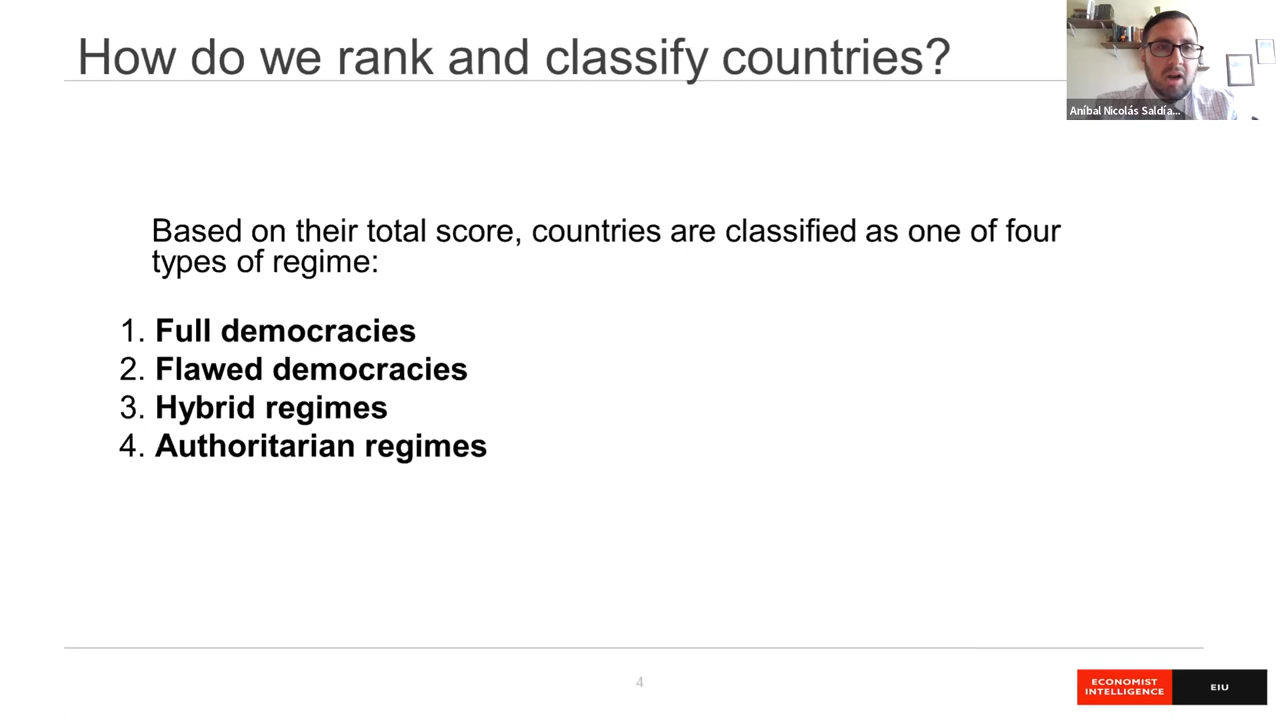 How do we rank and classify countries?
Aníbal Nicolás Saldía...
Based on their total score, countries are classified as one of four
types of regime:
1. Full democracies
2. Flawed democracies
3. Hybrid regimes
4. Authoritarian regimes
4
ECONOMIST
INTELLIGENCE
EIU